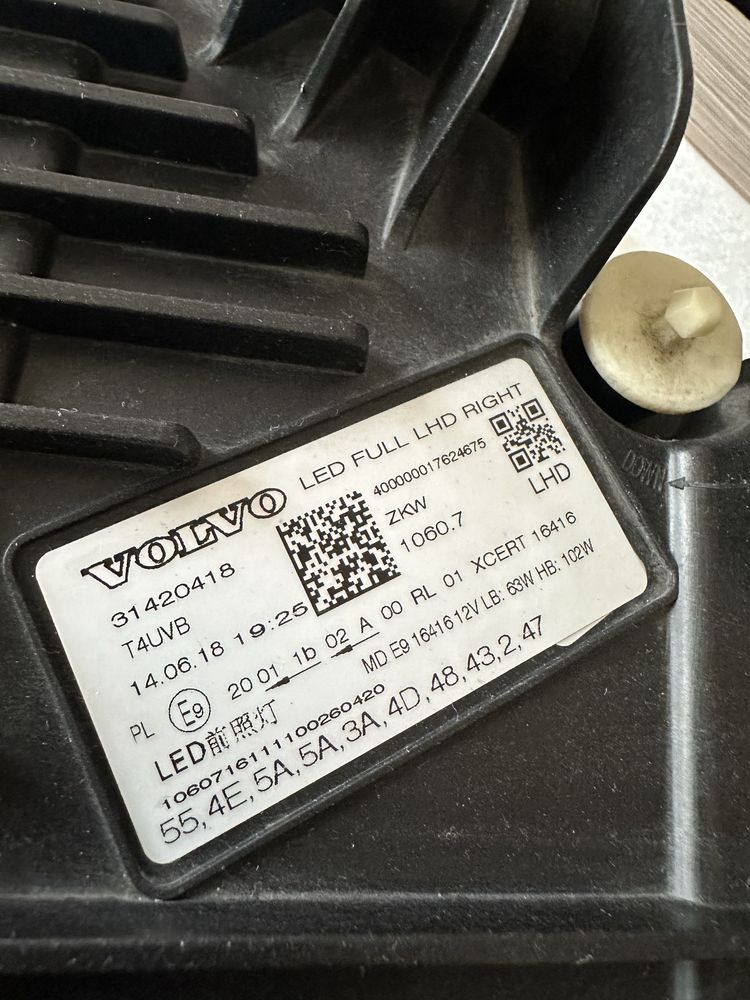 VOLVO LED FULL LHD RIGHT
31420418
400000017624675
T4UVB
ZKW
LHD
14.06.18 19:25
1060.7
PL E9 20 01 1b 02 A 00 RL 01 XCERT 16416
LED前照灯
MD E9 16416 12V LB: 63W HB: 102W
1060716111100260420
55,4E,5A,5A,3A,4D,48,43,2,47
DOWN